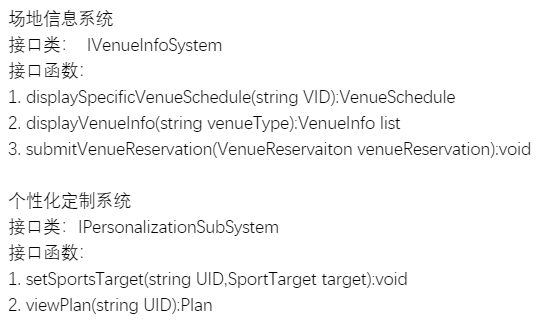 场地信息系统
接口类： IVenueInfoSystem
接口函数：
1. displaySpecificVenueSchedule(string VID):VenueSchedule
2. displayVenueInfo(string venueType):VenueInfo list
3. submitVenueReservation(VenueReservaiton venueReservation):void
个性化定制系统
接口类：IPersonalizationSubSystem
接口函数：
1. setSportsTarget(string UID,SportTarget target):void
2. viewPlan(string UID):Plan